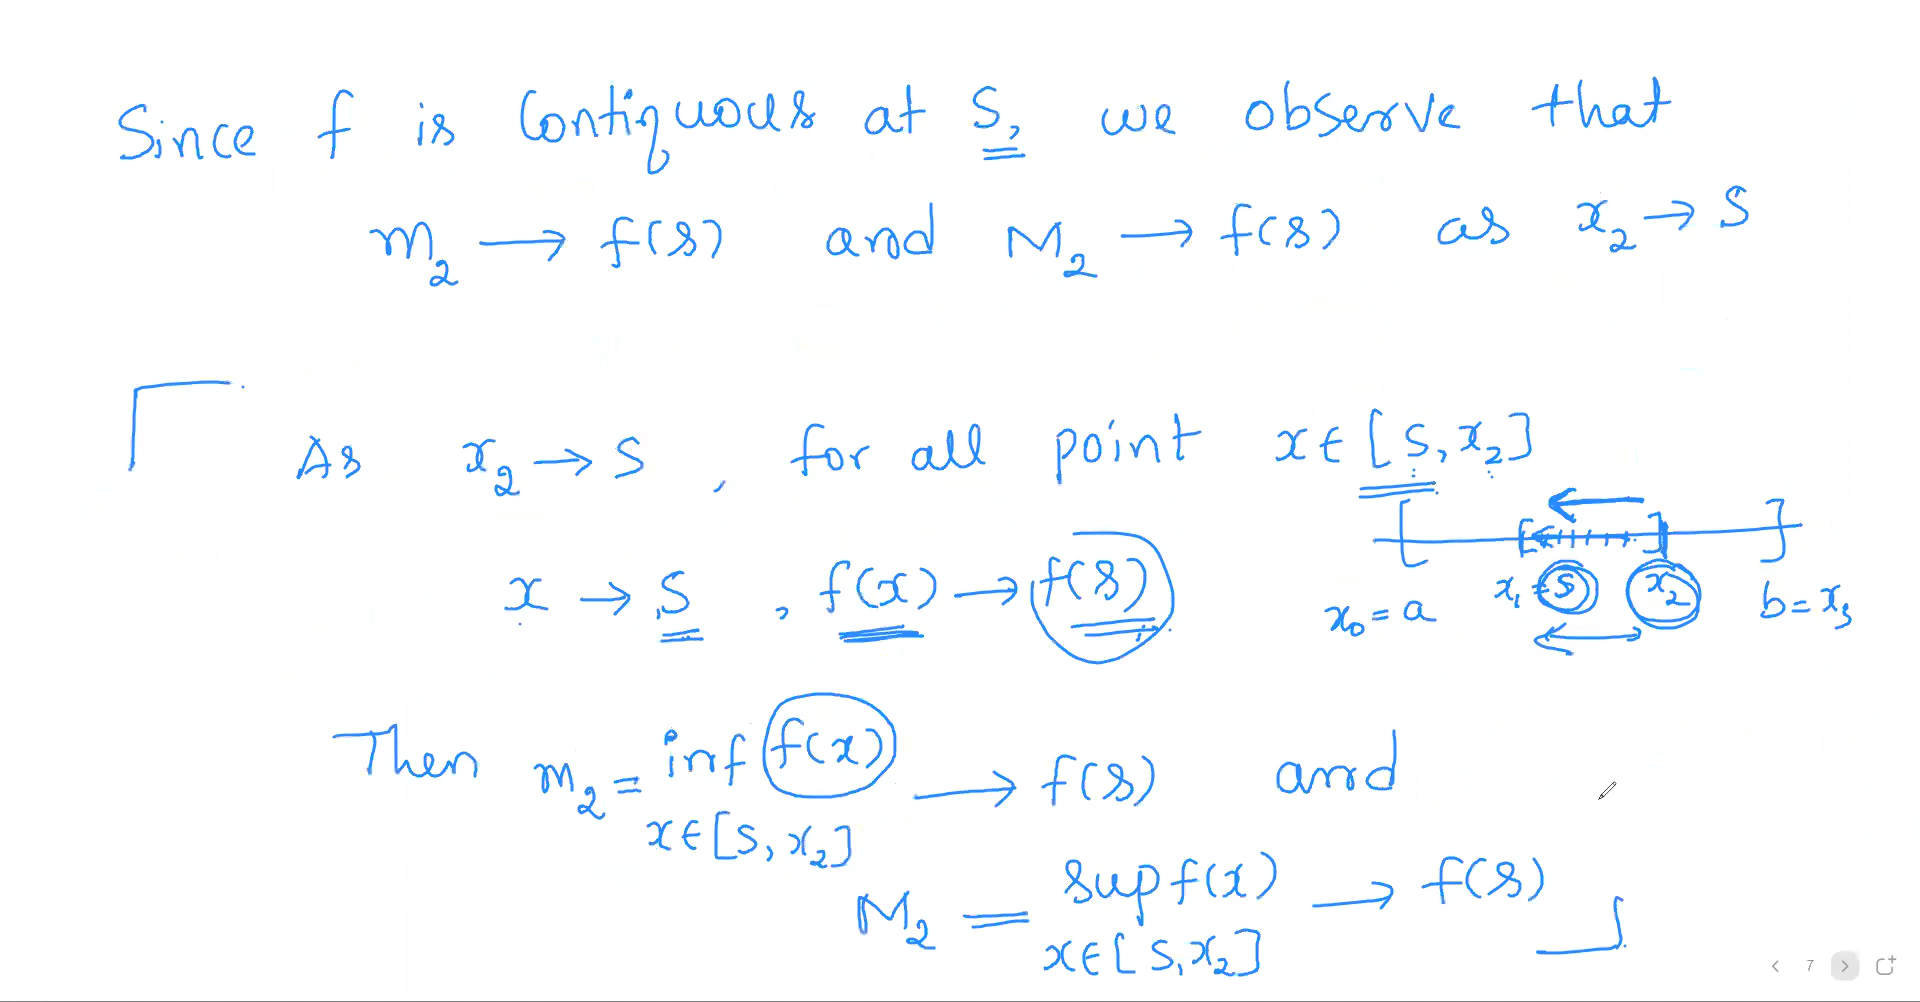 Since f is Continuous at S, we observe that
m₂ → f(s) and M₂ → f(s) as x₂ → s
As x₂ → s, for all point x ∈ [s, x₂]
x → s, f(x) → f(s)
x₀ = a x₁ = s x₂ b = x₃
Then m₂ = inf f(x) → f(s) and
x ∈ [s, x₂]
M₂ = sup f(x) → f(s)
x ∈ [s, x₂]
7